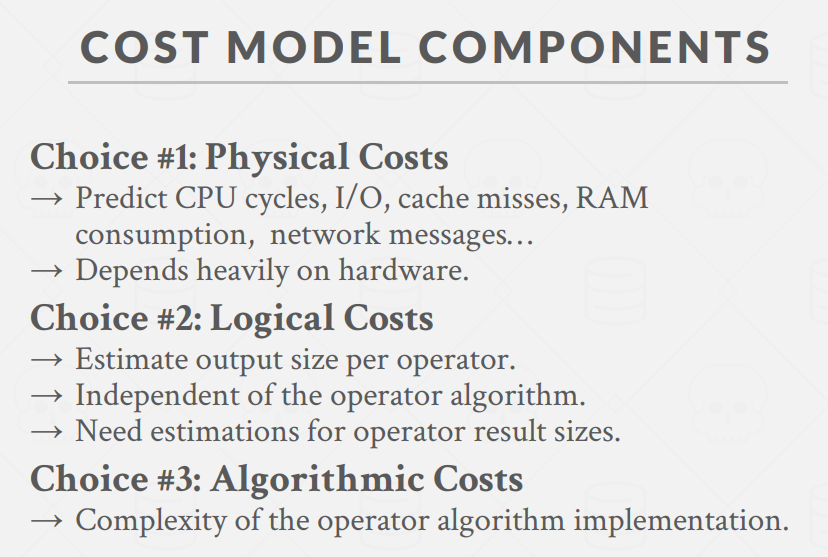 COST MODEL COMPONENTS
Choice #1: Physical Costs
→ Predict CPU cycles, I/O, cache misses, RAM
consumption,  network messages…
→ Depends heavily on hardware.
Choice #2: Logical Costs
→ Estimate output size per operator.
→ Independent of the operator algorithm.
→ Need estimations for operator result sizes.
Choice #3: Algorithmic Costs
→ Complexity of the operator algorithm implementation.